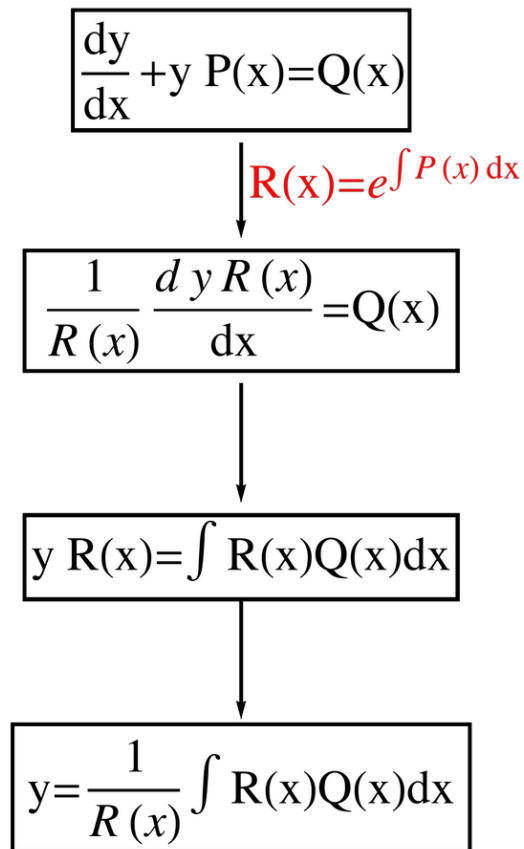 dy/dx +y P(x)=Q(x)
R(x)=e^{∫ P (x) dx}
1/R (x) d y R (x)/dx =Q(x)
y R(x)=∫ R(x)Q(x)dx
y= 1/R (x) ∫ R(x)Q(x)dx